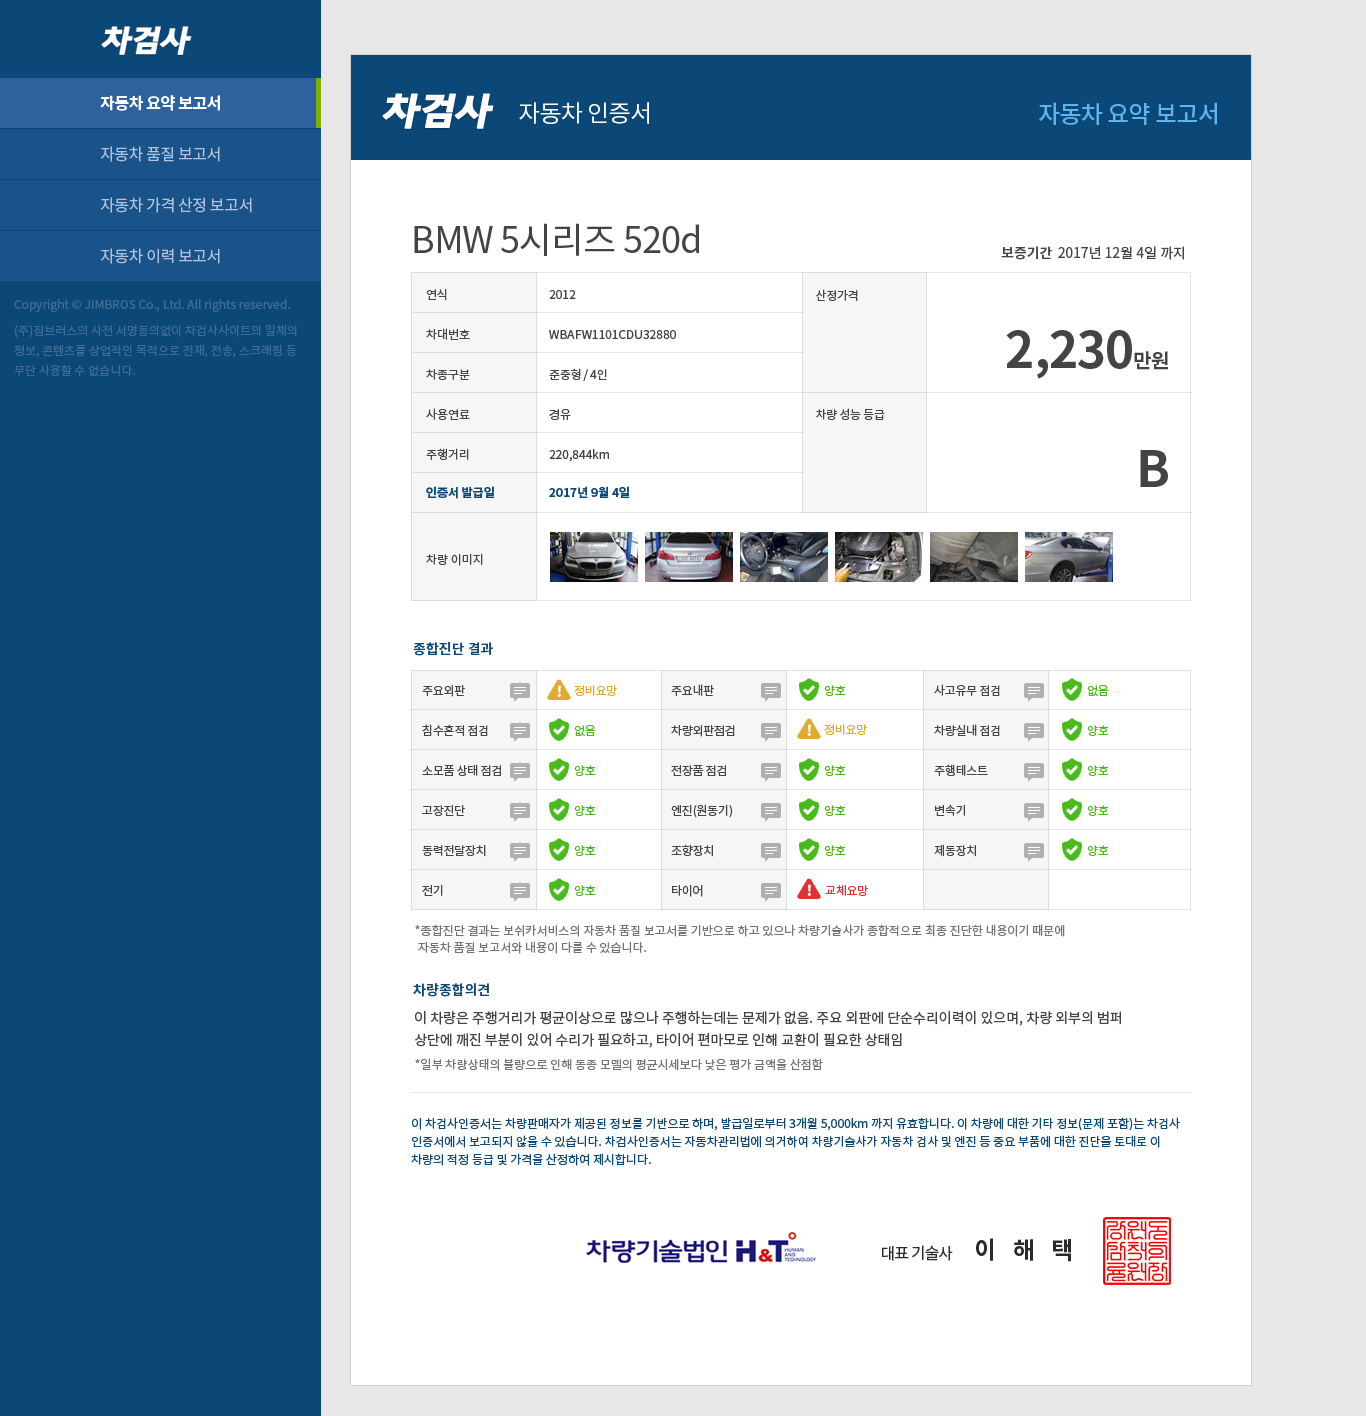 차검사
자동차 요약 보고서
자동차 품질 보고서
자동차 가격 산정 보고서
자동차 이력 보고서
Copyright © JIMBROS Co., Ltd. All rights reserved.
(주)짐브러스의 사전 서명동의없이 차검사사이트의 일체의
정보, 콘텐츠를 상업적인 목적으로 전재, 전송, 스크래핑 등
무단 사용할 수 없습니다.
차검사 자동차 인증서 자동차 요약 보고서
BMW 5시리즈 520d
보증기간 2017년 12월 4일 까지
연식 2012 산정가격
차대번호 WBAFW1101CDU32880
2,230만원
차종구분 준중형 / 4인
사용연료 경유 차량 성능 등급
주행거리 220,844km
B
인증서 발급일 2017년 9월 4일
차량 이미지
종합진단 결과
주요외판 정비요망 주요내판 양호 사고유무 점검 없음
침수흔적 점검 없음 차량외판점검 정비요망 차량실내 점검 양호
소모품 상태 점검 양호 전장품 점검 양호 주행테스트 양호
고장진단 양호 엔진(원동기) 양호 변속기 양호
동력전달장치 양호 조향장치 양호 제동장치 양호
전기 양호 타이어 교체요망
*종합진단 결과는 보쉬카서비스의 자동차 품질 보고서를 기반으로 하고 있으나 차량기술사가 종합적으로 최종 진단한 내용이기 때문에
자동차 품질 보고서와 내용이 다를 수 있습니다.
차량종합의견
이 차량은 주행거리가 평균이상으로 많으나 주행하는데는 문제가 없음. 주요 외판에 단순수리이력이 있으며, 차량 외부의 범퍼
상단에 깨진 부분이 있어 수리가 필요하고, 타이어 편마모로 인해 교환이 필요한 상태임
*일부 차량상태의 불량으로 인해 동종 모델의 평균시세보다 낮은 평가 금액을 산점함
이 차검사인증서는 차량판매자가 제공된 정보를 기반으로 하며, 발급일로부터 3개월 5,000km 까지 유효합니다. 이 차량에 대한 기타 정보(문제 포함)는 차검사
인증서에서 보고되지 않을 수 있습니다. 차검사인증서는 자동차관리법에 의거하여 차량기술사가 자동차 검사 및 엔진 등 중요 부품에 대한 진단을 토대로 이
차량의 적정 등급 및 가격을 산정하여 제시합니다.
차량기술법인 H&T HUMAN AND TECHNOLOGY
대표 기술사 이 해 택